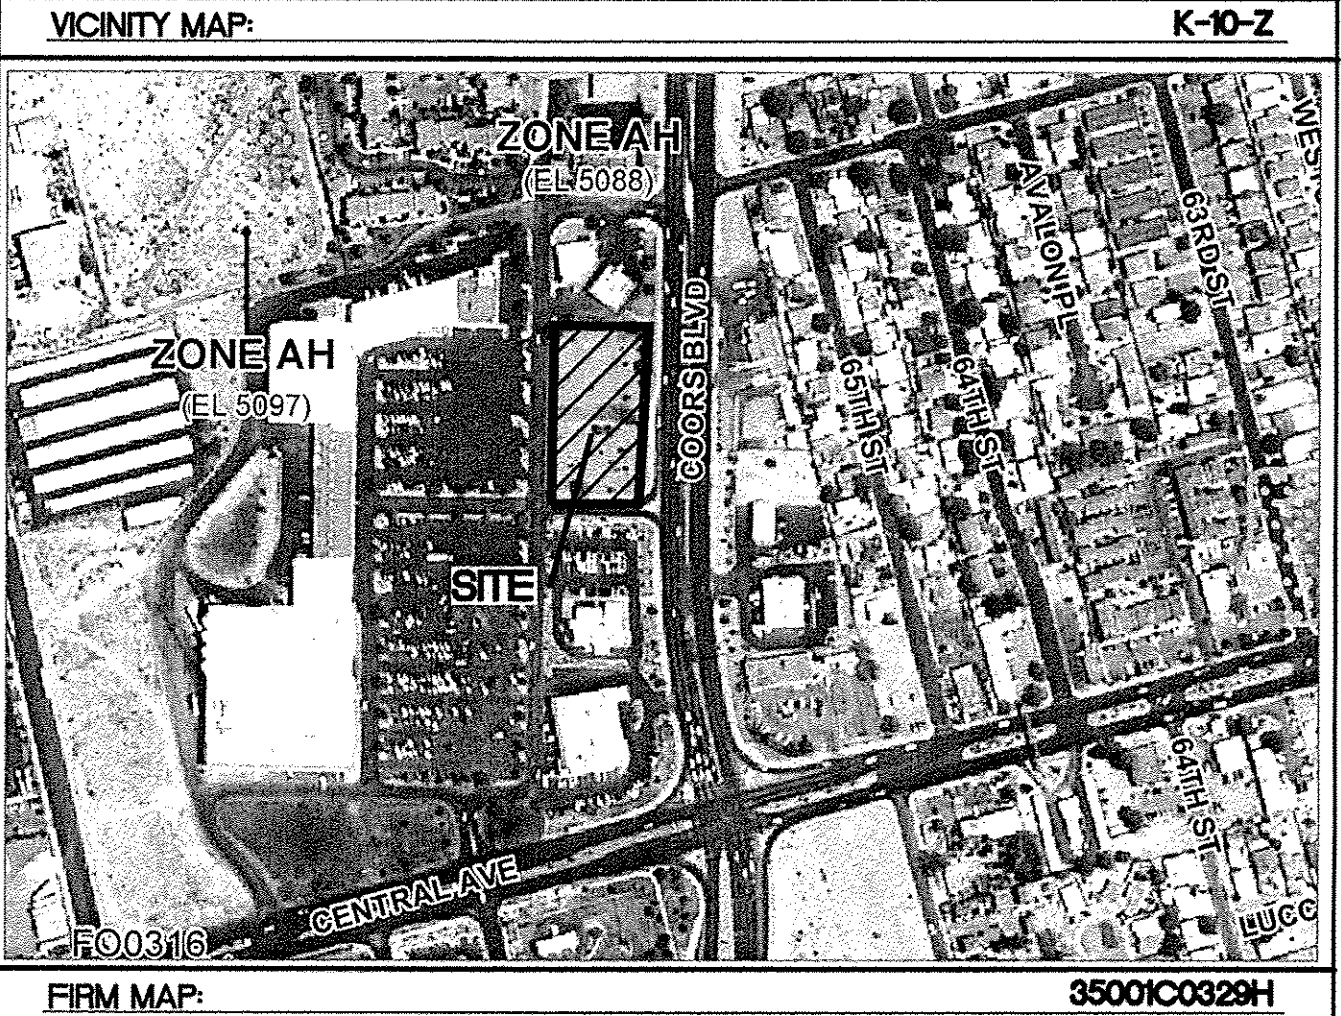 VICINITY MAP: K-10-Z
ZONE AH
(EL 5088)
AVALON PL
63RD ST
COORS BLVD.
ZONE AH
(EL 5097)
65TH ST
64TH ST
SITE
64TH ST.
CENTRAL AVE
FO0316
FIRM MAP: 35001C0329H